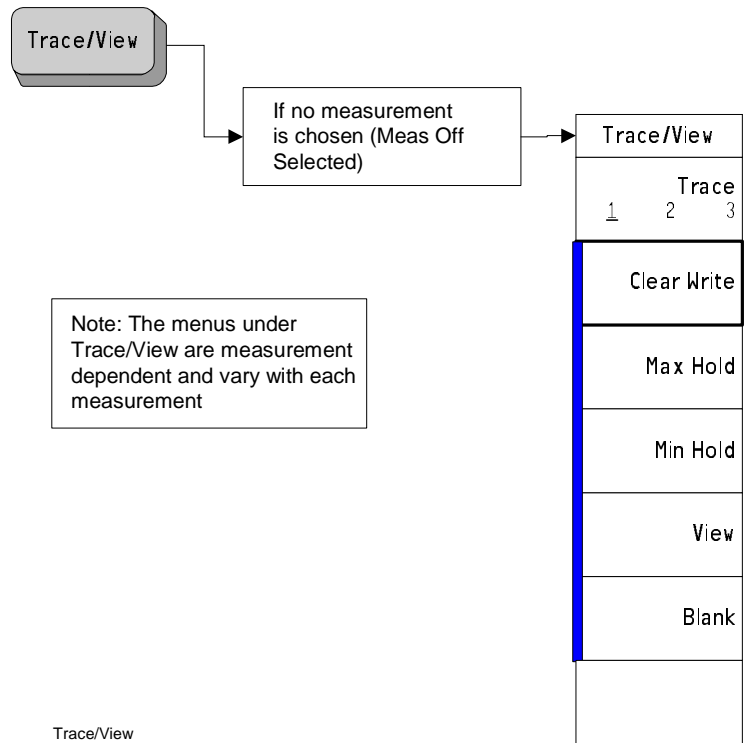 Trace/View
If no measurement
is chosen (Meas Off
Selected)
Trace/View
Trace
1 2 3
Clear Write
Max Hold
Min Hold
View
Blank
Note: The menus under
Trace/View are measurement
dependent and vary with each
measurement
Trace/View